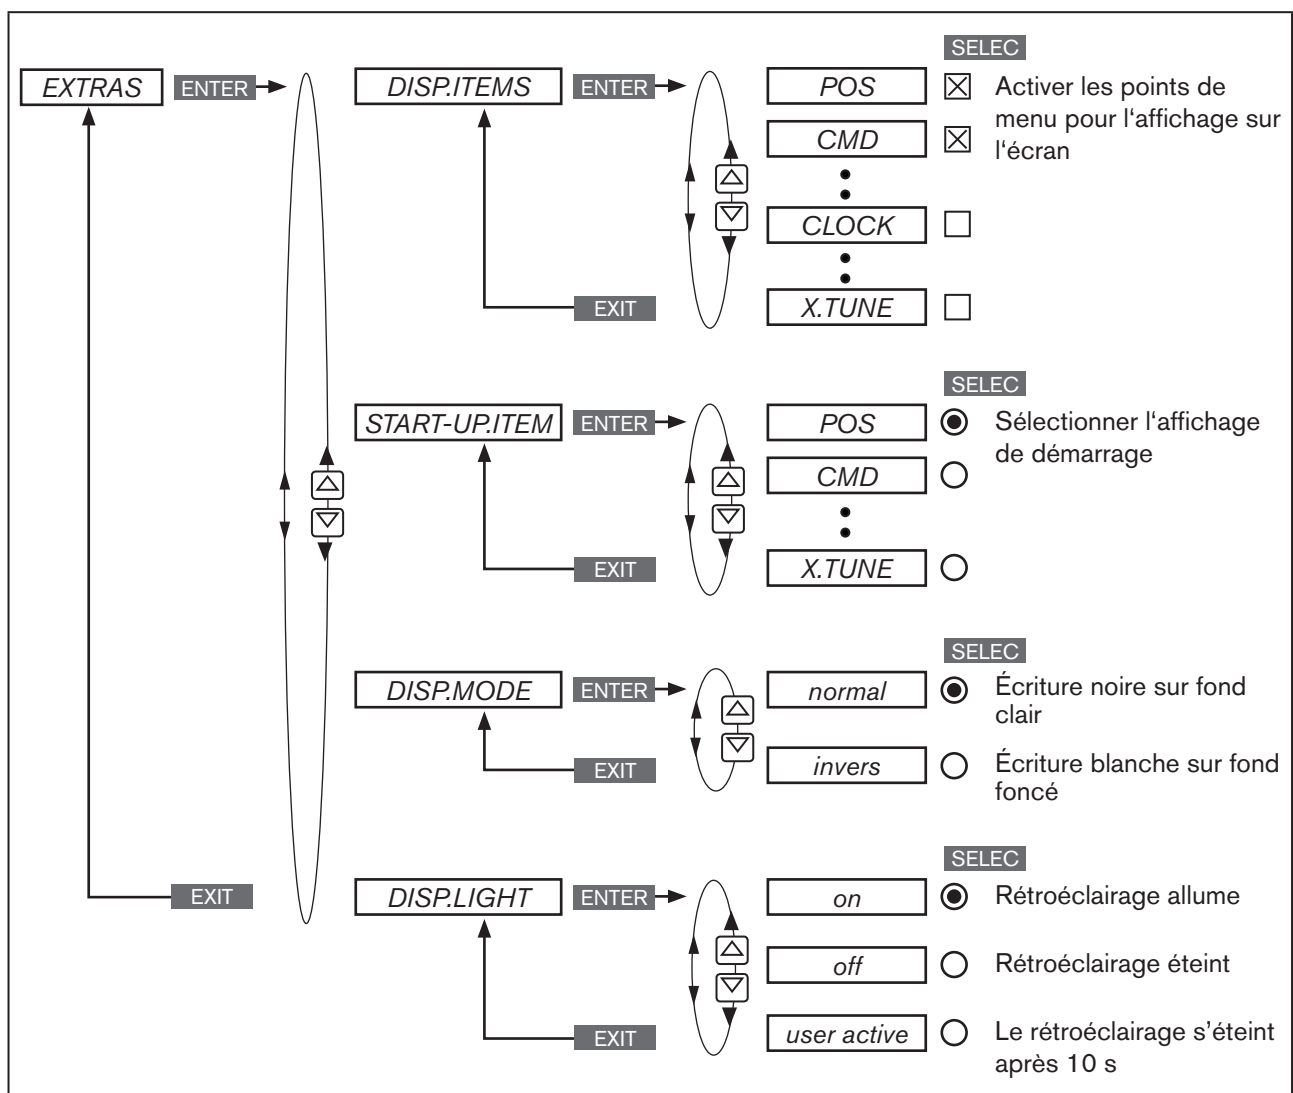 SELEC
EXTRAS ENTER DISP.ITEMS ENTER POS Activer les points de
menu pour l‘affichage sur
CMD
l‘écran
CLOCK
EXIT X.TUNE
SELEC
START-UP.ITEM ENTER POS Sélectionner l‘affichage
de démarrage
CMD
EXIT X.TUNE
SELEC
DISP.MODE ENTER normal Écriture noire sur fond
clair
EXIT invers Écriture blanche sur fond
foncé
SELEC
EXIT DISP.LIGHT ENTER on Rétroéclairage allume
off Rétroéclairage éteint
EXIT user active Le rétroéclairage s’éteint
après 10 s